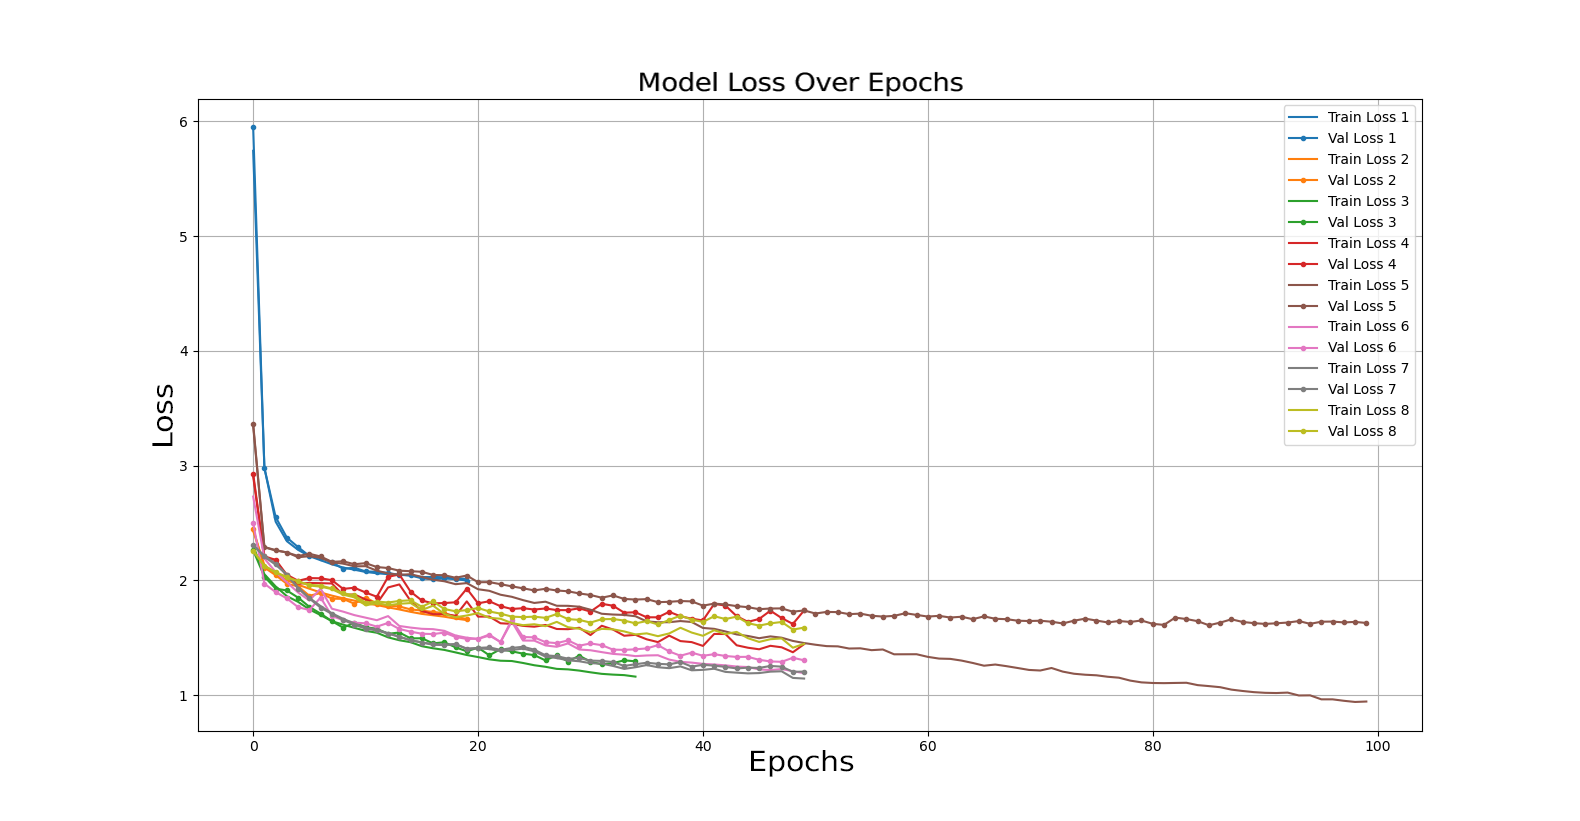 Model Loss Over Epochs
6
5
4
3
2
1
Loss
0
20
40
60
80
100
Epochs
Train Loss 1
Val Loss 1
Train Loss 2
Val Loss 2
Train Loss 3
Val Loss 3
Train Loss 4
Val Loss 4
Train Loss 5
Val Loss 5
Train Loss 6
Val Loss 6
Train Loss 7
Val Loss 7
Train Loss 8
Val Loss 8